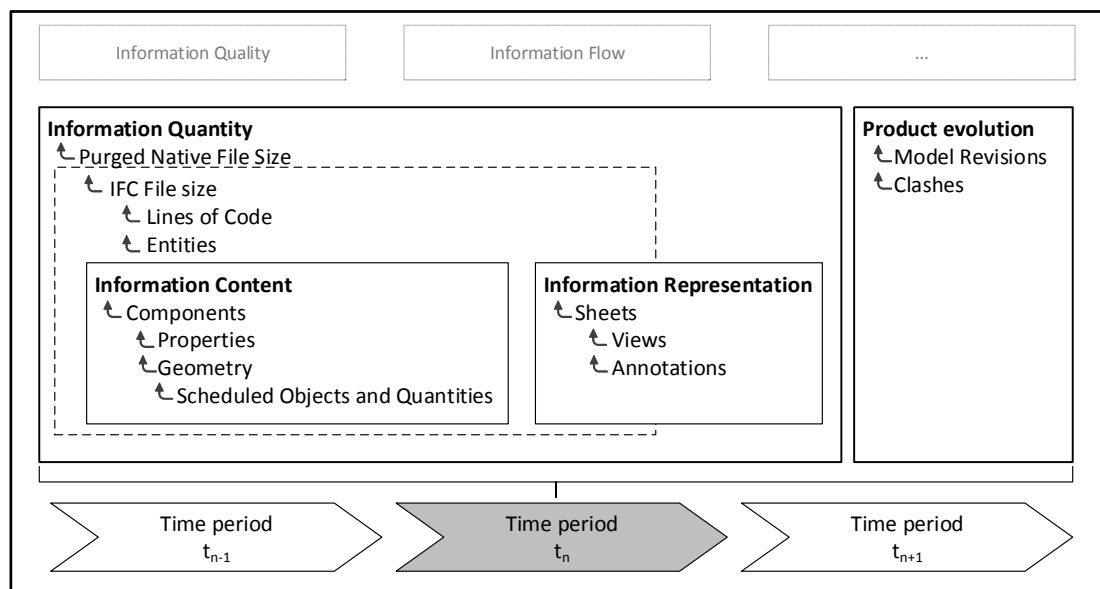 Information Quality
Information Flow
...
Information Quantity
Purged Native File Size
IFC File size
Lines of Code
Entities
Information Content
Components
Properties
Geometry
Scheduled Objects and Quantities
Information Representation
Sheets
Views
Annotations
Product evolution
Model Revisions
Clashes
Time period
tn-1
Time period
tn
Time period
tn+1